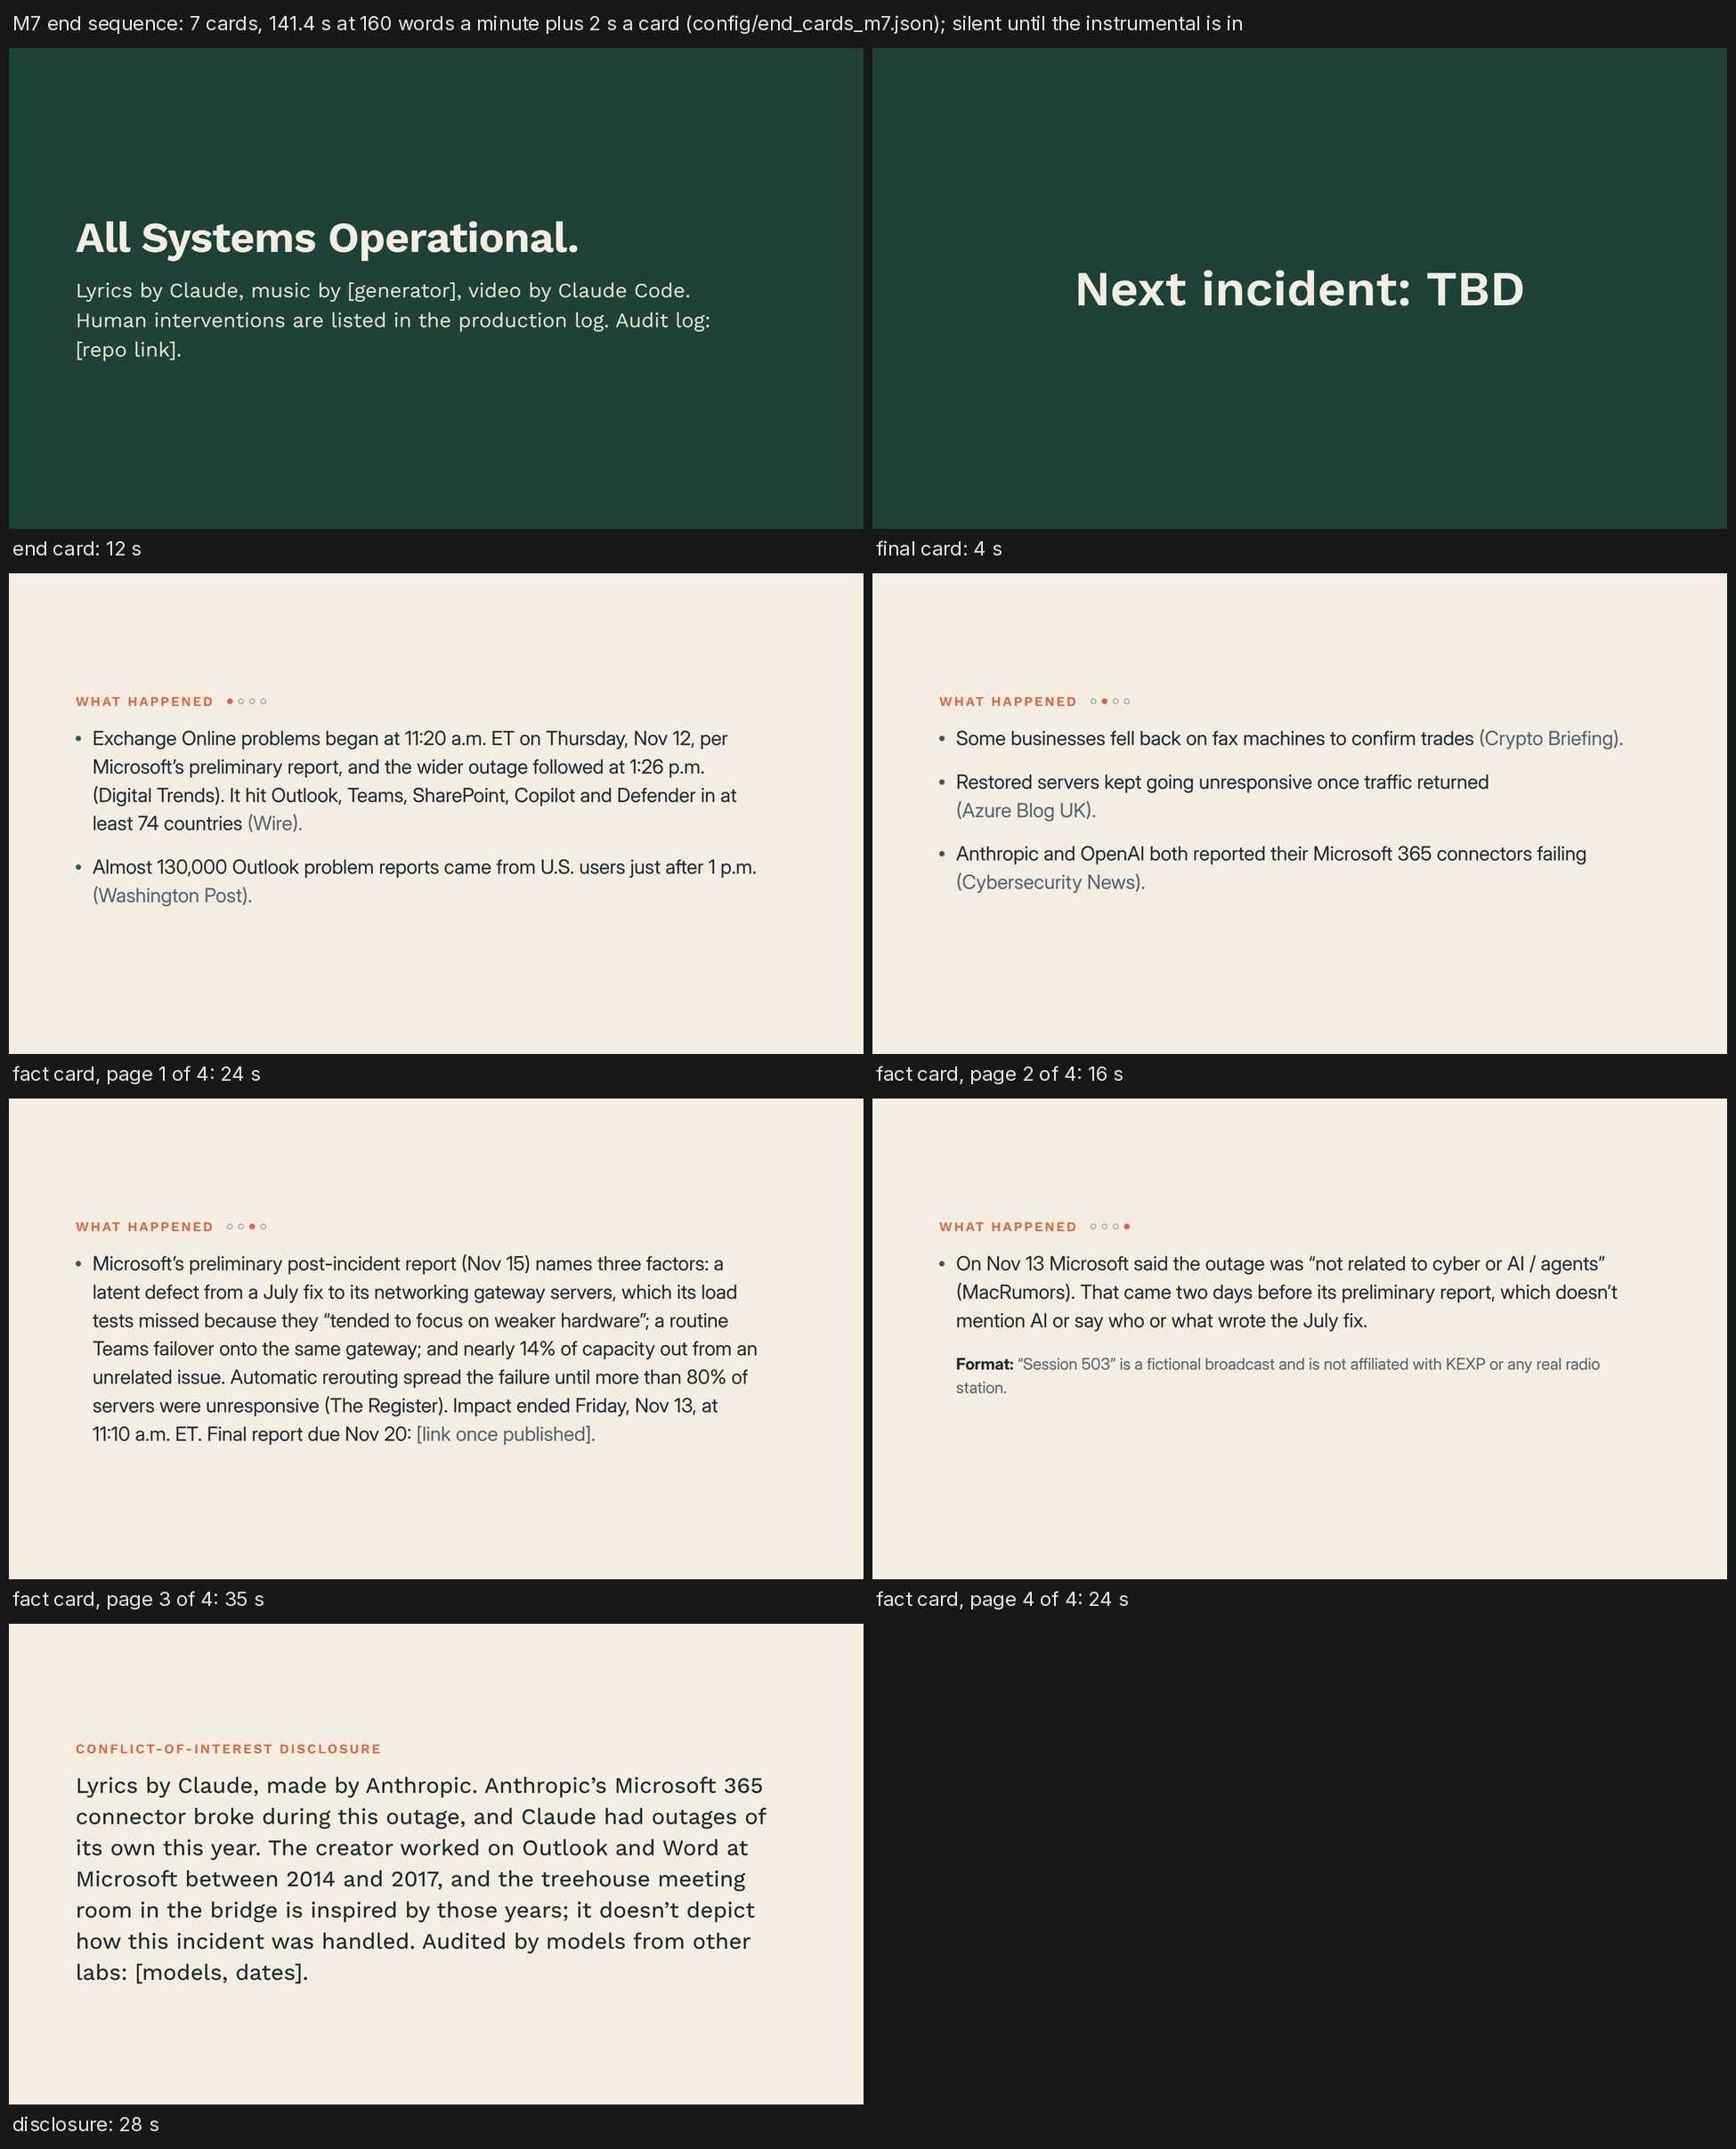 M7 end sequence: 7 cards, 141.4 s at 160 words a minute plus 2 s a card (config/end_cards_m7.json); silent until the instrumental is in
All Systems Operational.
Lyrics by Claude, music by [generator], video by Claude Code.
Human interventions are listed in the production log. Audit log:
[repo link].
end card: 12 s
Next incident: TBD
final card: 4 s
WHAT HAPPENED
• Exchange Online problems began at 11:20 a.m. ET on Thursday, Nov 12, per
Microsoft’s preliminary report, and the wider outage followed at 1:26 p.m.
(Digital Trends). It hit Outlook, Teams, SharePoint, Copilot and Defender in at
least 74 countries (Wire).
• Almost 130,000 Outlook problem reports came from U.S. users just after 1 p.m.
(Washington Post).
fact card, page 1 of 4: 24 s
WHAT HAPPENED
• Some businesses fell back on fax machines to confirm trades (Crypto Briefing).
• Restored servers kept going unresponsive once traffic returned
(Azure Blog UK).
• Anthropic and OpenAI both reported their Microsoft 365 connectors failing
(Cybersecurity News).
fact card, page 2 of 4: 16 s
WHAT HAPPENED
• Microsoft’s preliminary post-incident report (Nov 15) names three factors: a
latent defect from a July fix to its networking gateway servers, which its load
tests missed because they “tended to focus on weaker hardware”; a routine
Teams failover onto the same gateway; and nearly 14% of capacity out from an
unrelated issue. Automatic rerouting spread the failure until more than 80% of
servers were unresponsive (The Register). Impact ended Friday, Nov 13, at
11:10 a.m. ET. Final report due Nov 20: [link once published].
fact card, page 3 of 4: 35 s
WHAT HAPPENED
• On Nov 13 Microsoft said the outage was “not related to cyber or AI / agents”
(MacRumors). That came two days before its preliminary report, which doesn’t
mention AI or say who or what wrote the July fix.
Format: “Session 503” is a fictional broadcast and is not affiliated with KEXP or any real radio
station.
fact card, page 4 of 4: 24 s
CONFLICT-OF-INTEREST DISCLOSURE
Lyrics by Claude, made by Anthropic. Anthropic’s Microsoft 365
connector broke during this outage, and Claude had outages of
its own this year. The creator worked on Outlook and Word at
Microsoft between 2014 and 2017, and the treehouse meeting
room in the bridge is inspired by those years; it doesn’t depict
how this incident was handled. Audited by models from other
labs: [models, dates].
disclosure: 28 s